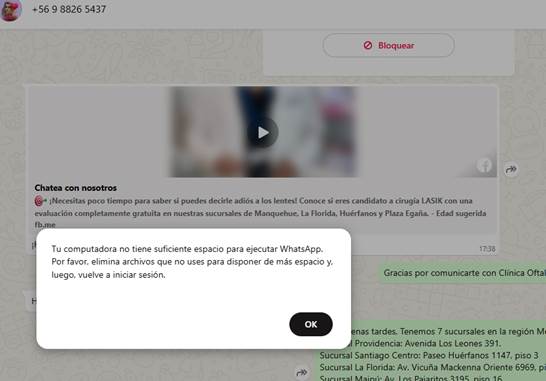 +56 9 8826 5437
Bloquear
Chatea con nosotros
¡Necesitas poco tiempo para saber si puedes decirle adiós a los lentes! Conoce si eres candidato a cirugía LASIK con una
evaluación completamente gratuita en nuestras sucursales de Manquehue, La Florida, Huérfanos y Plaza Egaña. - Edad sugerida
fb.me
17:38
Tu computadora no tiene suficiente espacio para ejecutar WhatsApp.
Por favor, elimina archivos que no uses para disponer de más espacio y,
luego, vuelve a iniciar sesión.
OK
Gracias por comunicarte con Clínica Oftal
enas tardes. Tenemos 7 sucursales en la región Me
l Providencia: Avenida Los Leones 391.
Sucursal Santiago Centro: Paseo Huérfanos 1147, piso 3
Sucursal La Florida: Av. Vicuña Mackenna Oriente 6969, pi
Sucursal Maipú: Av. Los Pajaritos 3195, piso 16